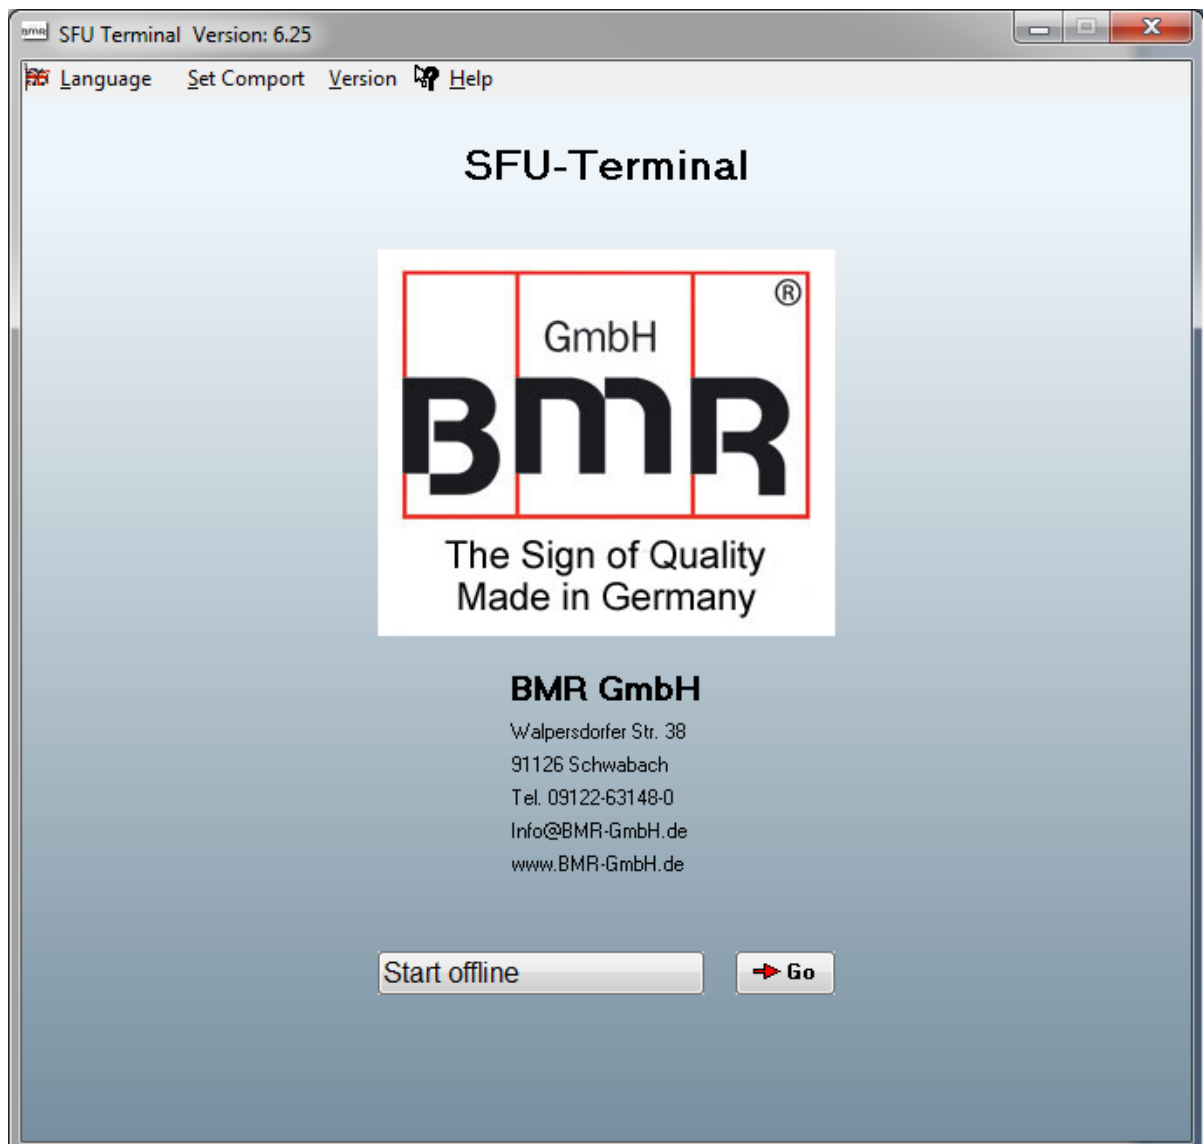 BMR SFU Terminal Version: 6.25
Language Set Comport Version Help
SFU-Terminal
®
GmbH
BMR
The Sign of Quality
Made in Germany
BMR GmbH
Walpersdorfer Str. 38
91126 Schwabach
Tel. 09122-63148-0
Info@BMR-GmbH.de
www.BMR-GmbH.de
Start offline Go